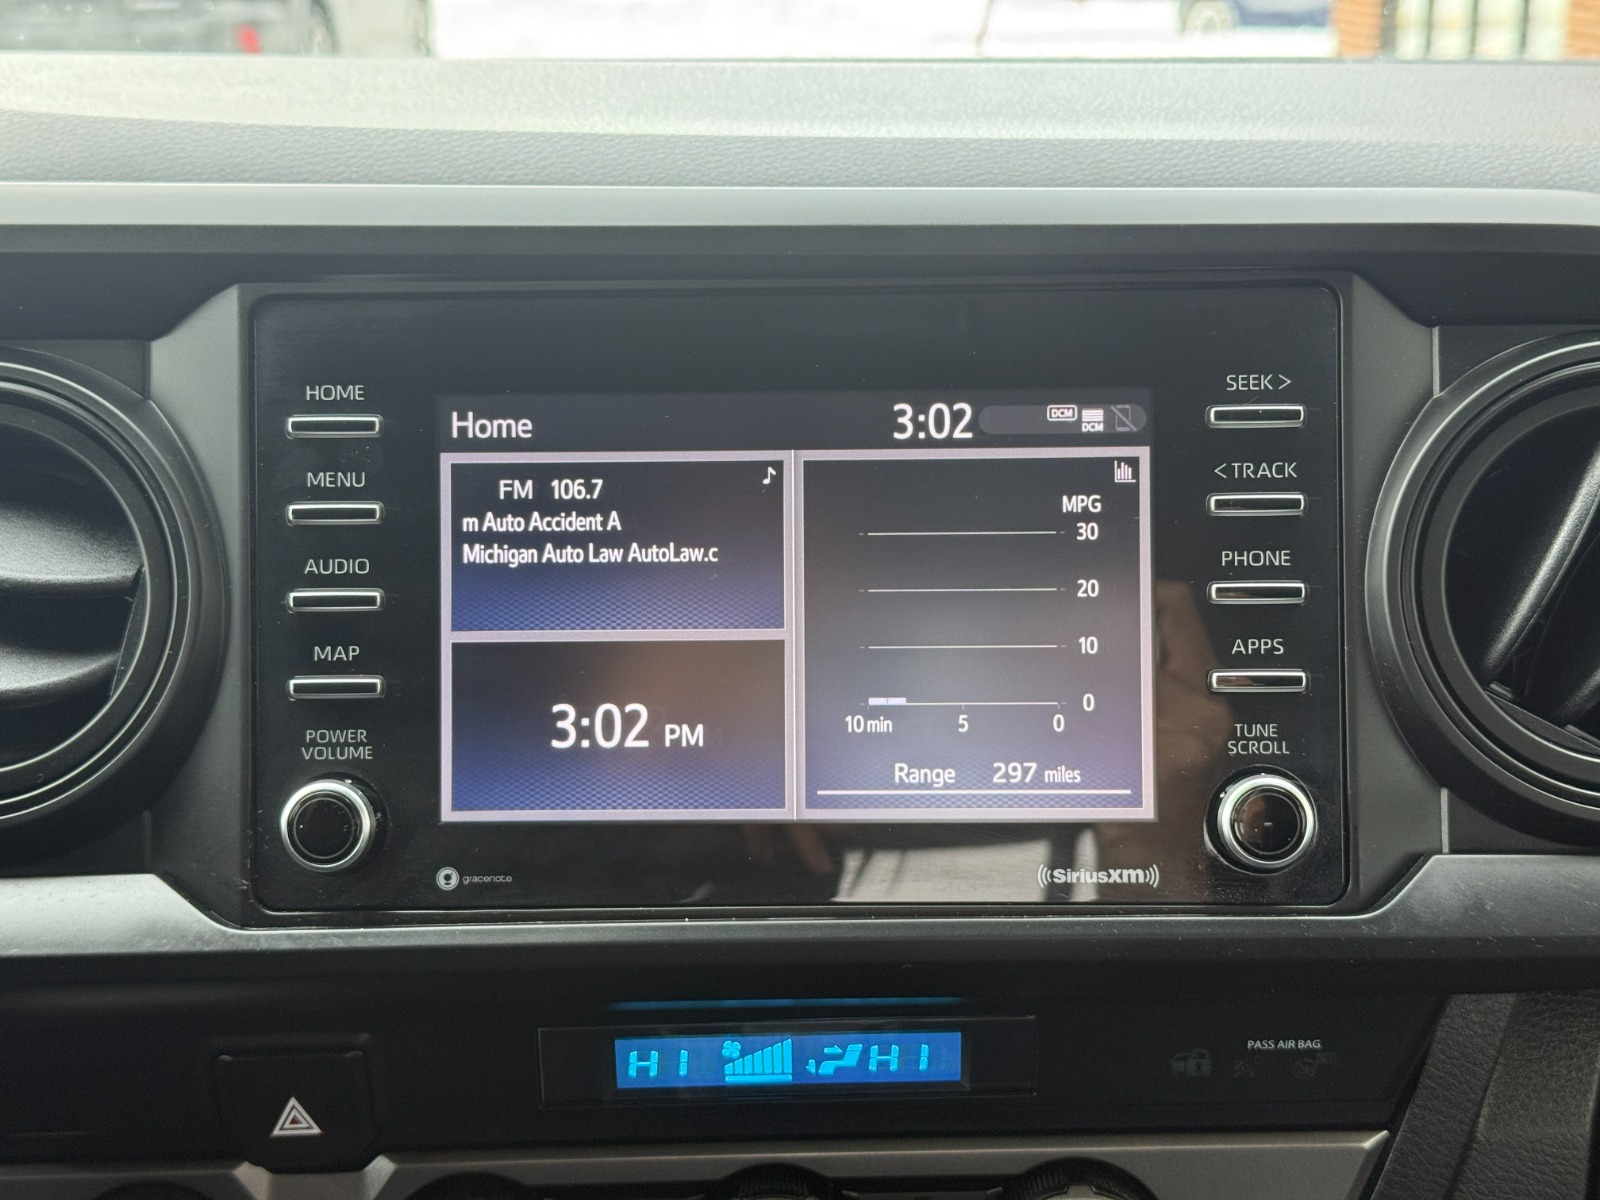 HOME
MENU
AUDIO
MAP
POWER
VOLUME
Home
3:02
DCM
DCM
FM 106.7
m Auto Accident A
Michigan Auto Law AutoLaw.c
3:02 PM
MPG
30
20
10
0
10 min 5 0
Range 297 miles
gracenote
((SiriusXM))
SEEK >
< TRACK
PHONE
APPS
TUNE
SCROLL
HI HI
PASS AIR BAG